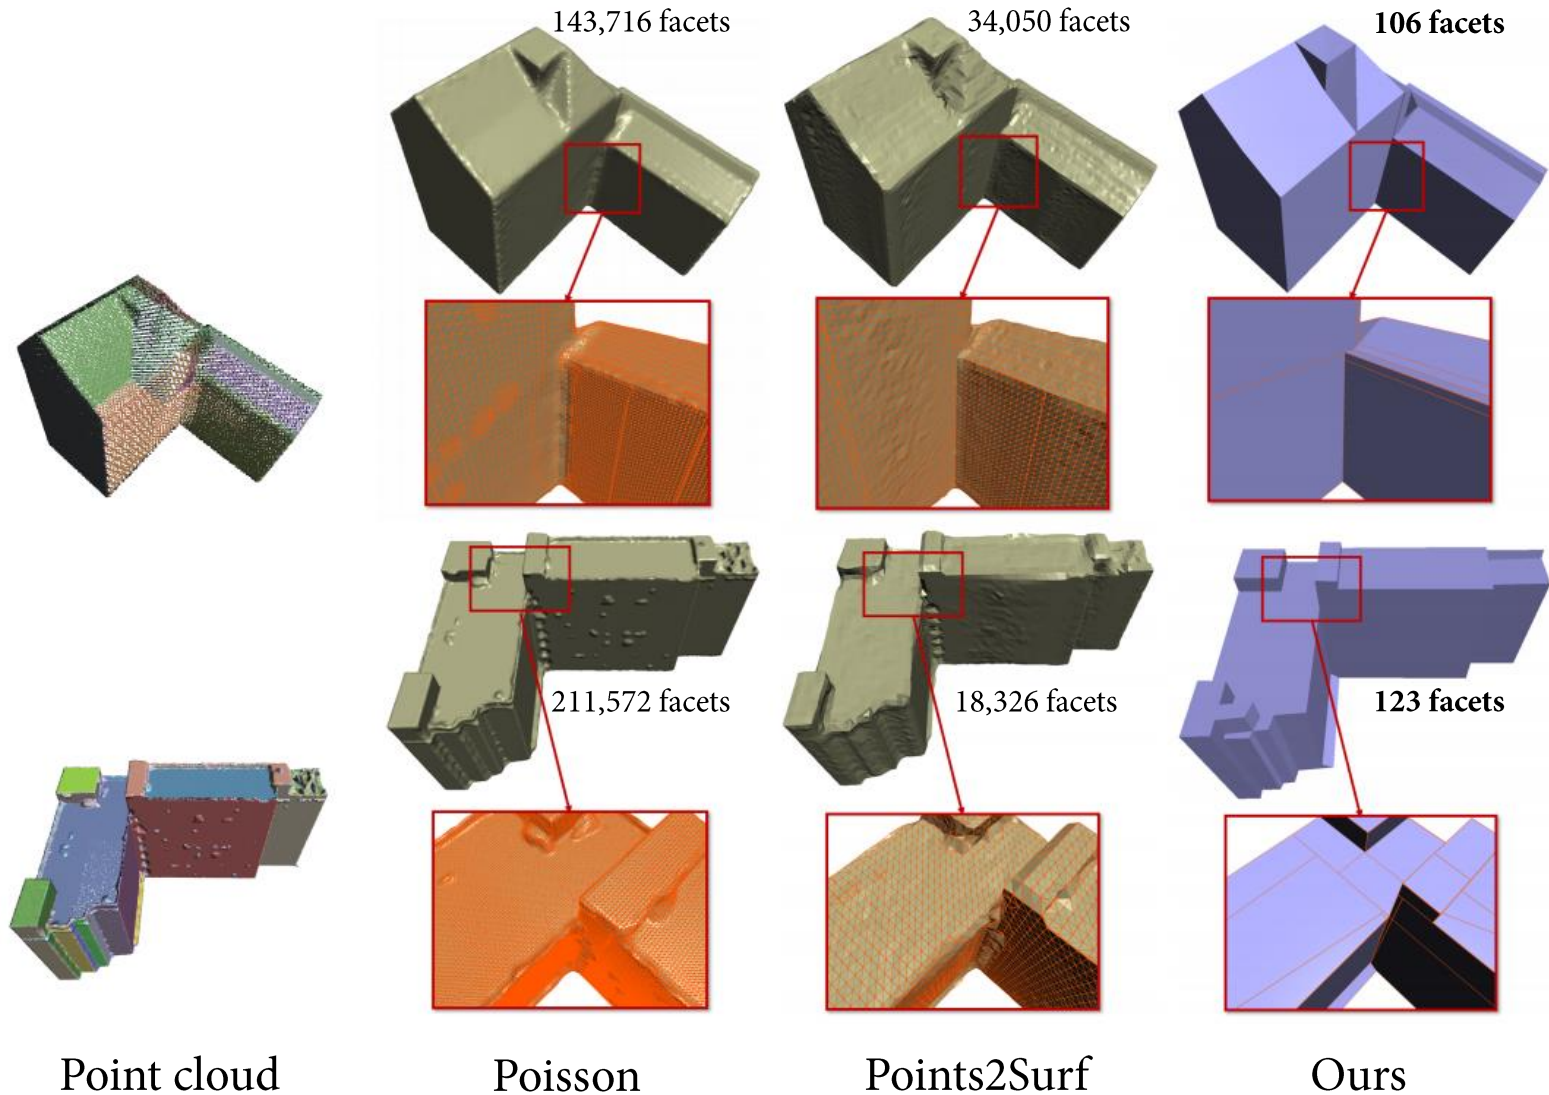 143,716 facets
34,050 facets
106 facets
211,572 facets
18,326 facets
123 facets
Point cloud
Poisson
Points2Surf
Ours